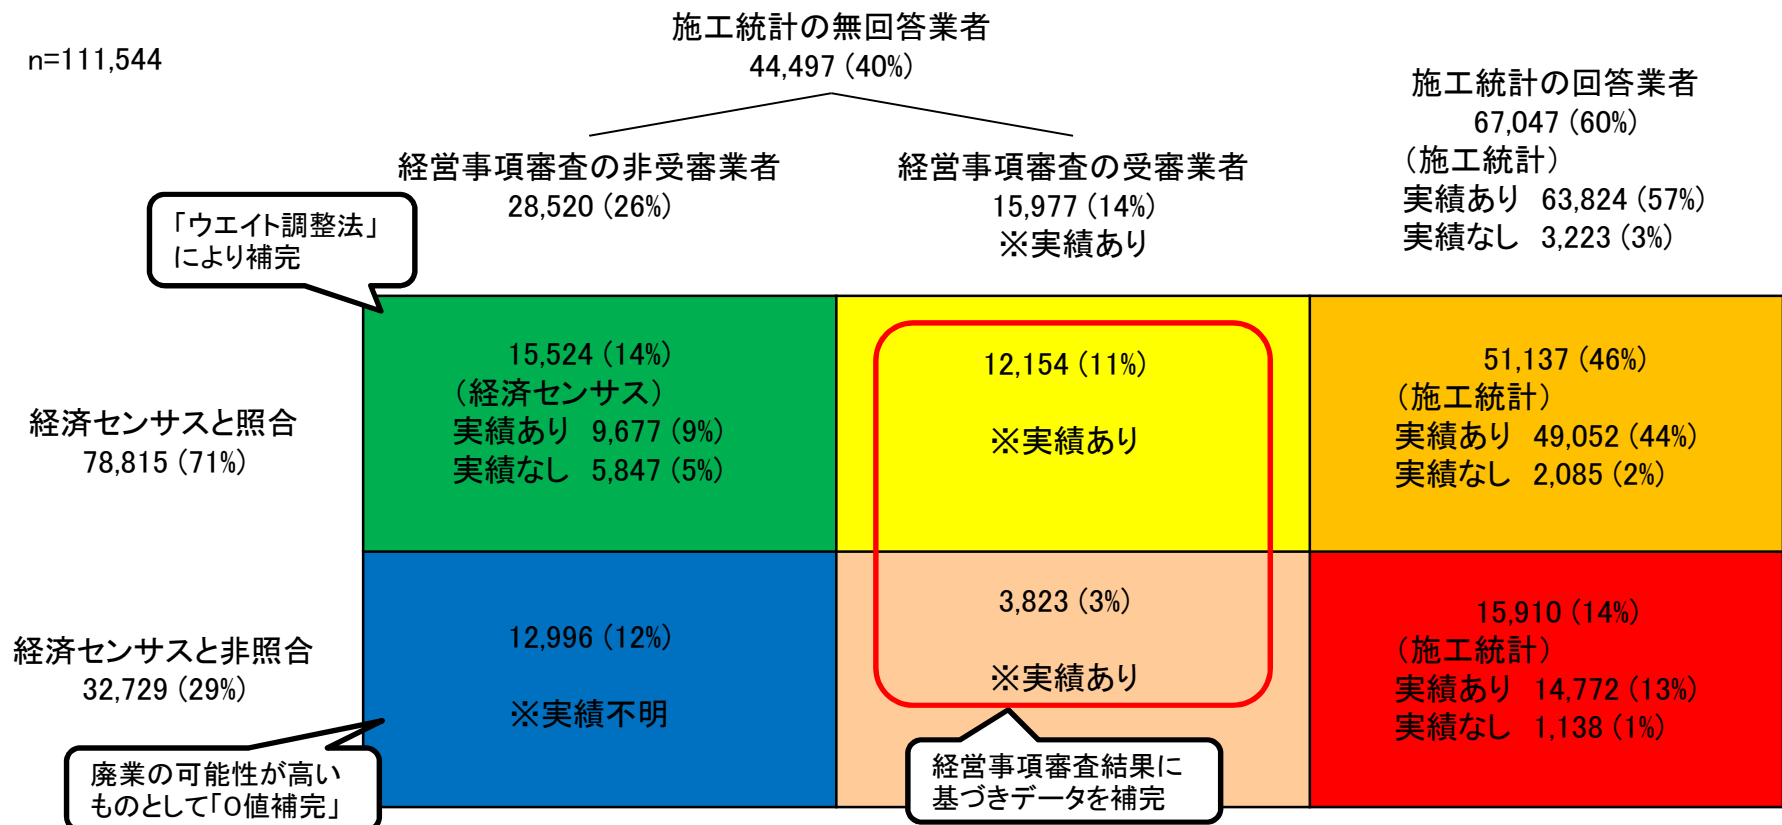 n=111,544
施工統計の無回答業者
44,497 (40%)
施工統計の回答業者
67,047 (60%)
(施工統計)
実績あり 63,824 (57%)
実績なし 3,223 (3%)
経営事項審査の非受審業者
28,520 (26%)
経営事項審査の受審業者
15,977 (14%)
※実績あり
「ウエイト調整法」
により補完
経済センサスと照合
78,815 (71%)
15,524 (14%)
(経済センサス)
実績あり 9,677 (9%)
実績なし 5,847 (5%)
12,154 (11%)
※実績あり
51,137 (46%)
(施工統計)
実績あり 49,052 (44%)
実績なし 2,085 (2%)
経済センサスと非照合
32,729 (29%)
12,996 (12%)
※実績不明
3,823 (3%)
※実績あり
15,910 (14%)
(施工統計)
実績あり 14,772 (13%)
実績なし 1,138 (1%)
廃業の可能性が高い
ものとして「0値補完」
経営事項審査結果に
基づきデータを補完